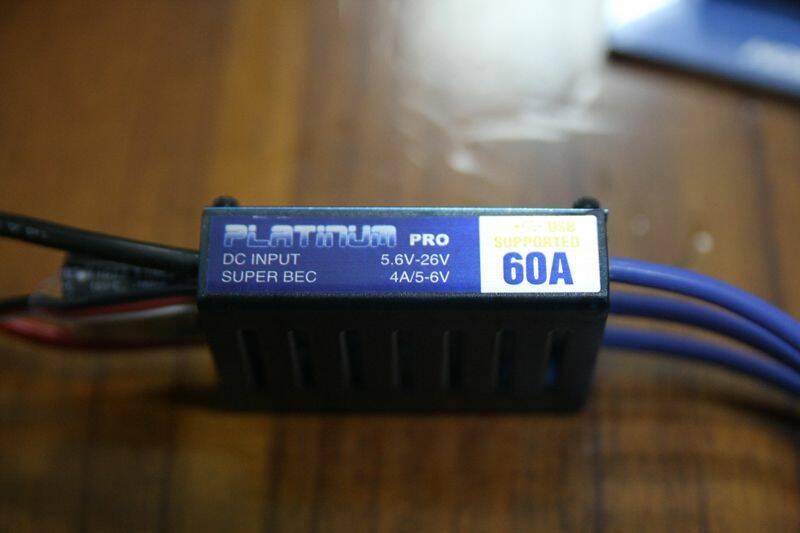 PLATINUM PRO
DC INPUT 5.6V-26V
SUPER BEC 4A/5-6V
USB
SUPPORTED
60A